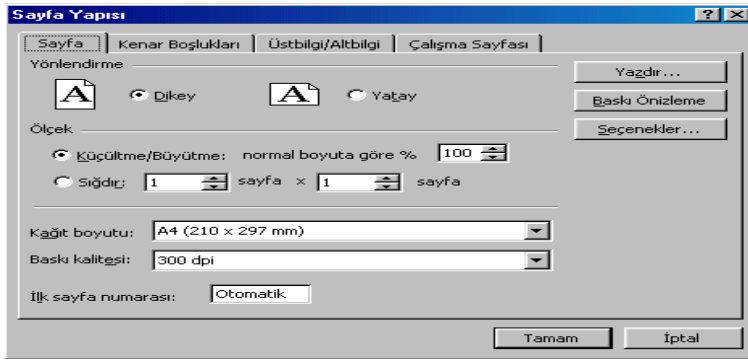 Sayfa Yapısı
Sayfa Kenar Boşlukları Üstbilgi/Altbilgi Çalışma Sayfası
Yönlendirme
A Dikey A Yatay
Yazdır...
Baskı Önizleme
Ölçek
Seçenekler...
Küçültme/Büyütme: normal boyuta göre % 100
Sığdır: 1 sayfa × 1 sayfa
Kağıt boyutu: A4 (210 x 297 mm)
Baskı kalitesi: 300 dpi
İlk sayfa numarası: Otomatik
Tamam İptal